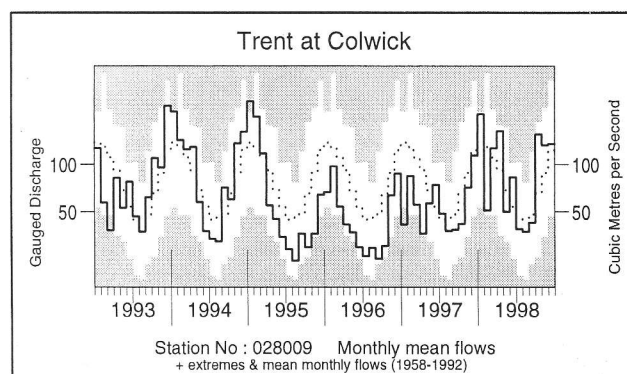 Trent at Colwick
Gauged Discharge
100
50
100
50
Cubic Metres per Second
1993 1994 1995 1996 1997 1998
Station No : 028009 Monthly mean flows
+ extremes & mean monthly flows (1958-1992)